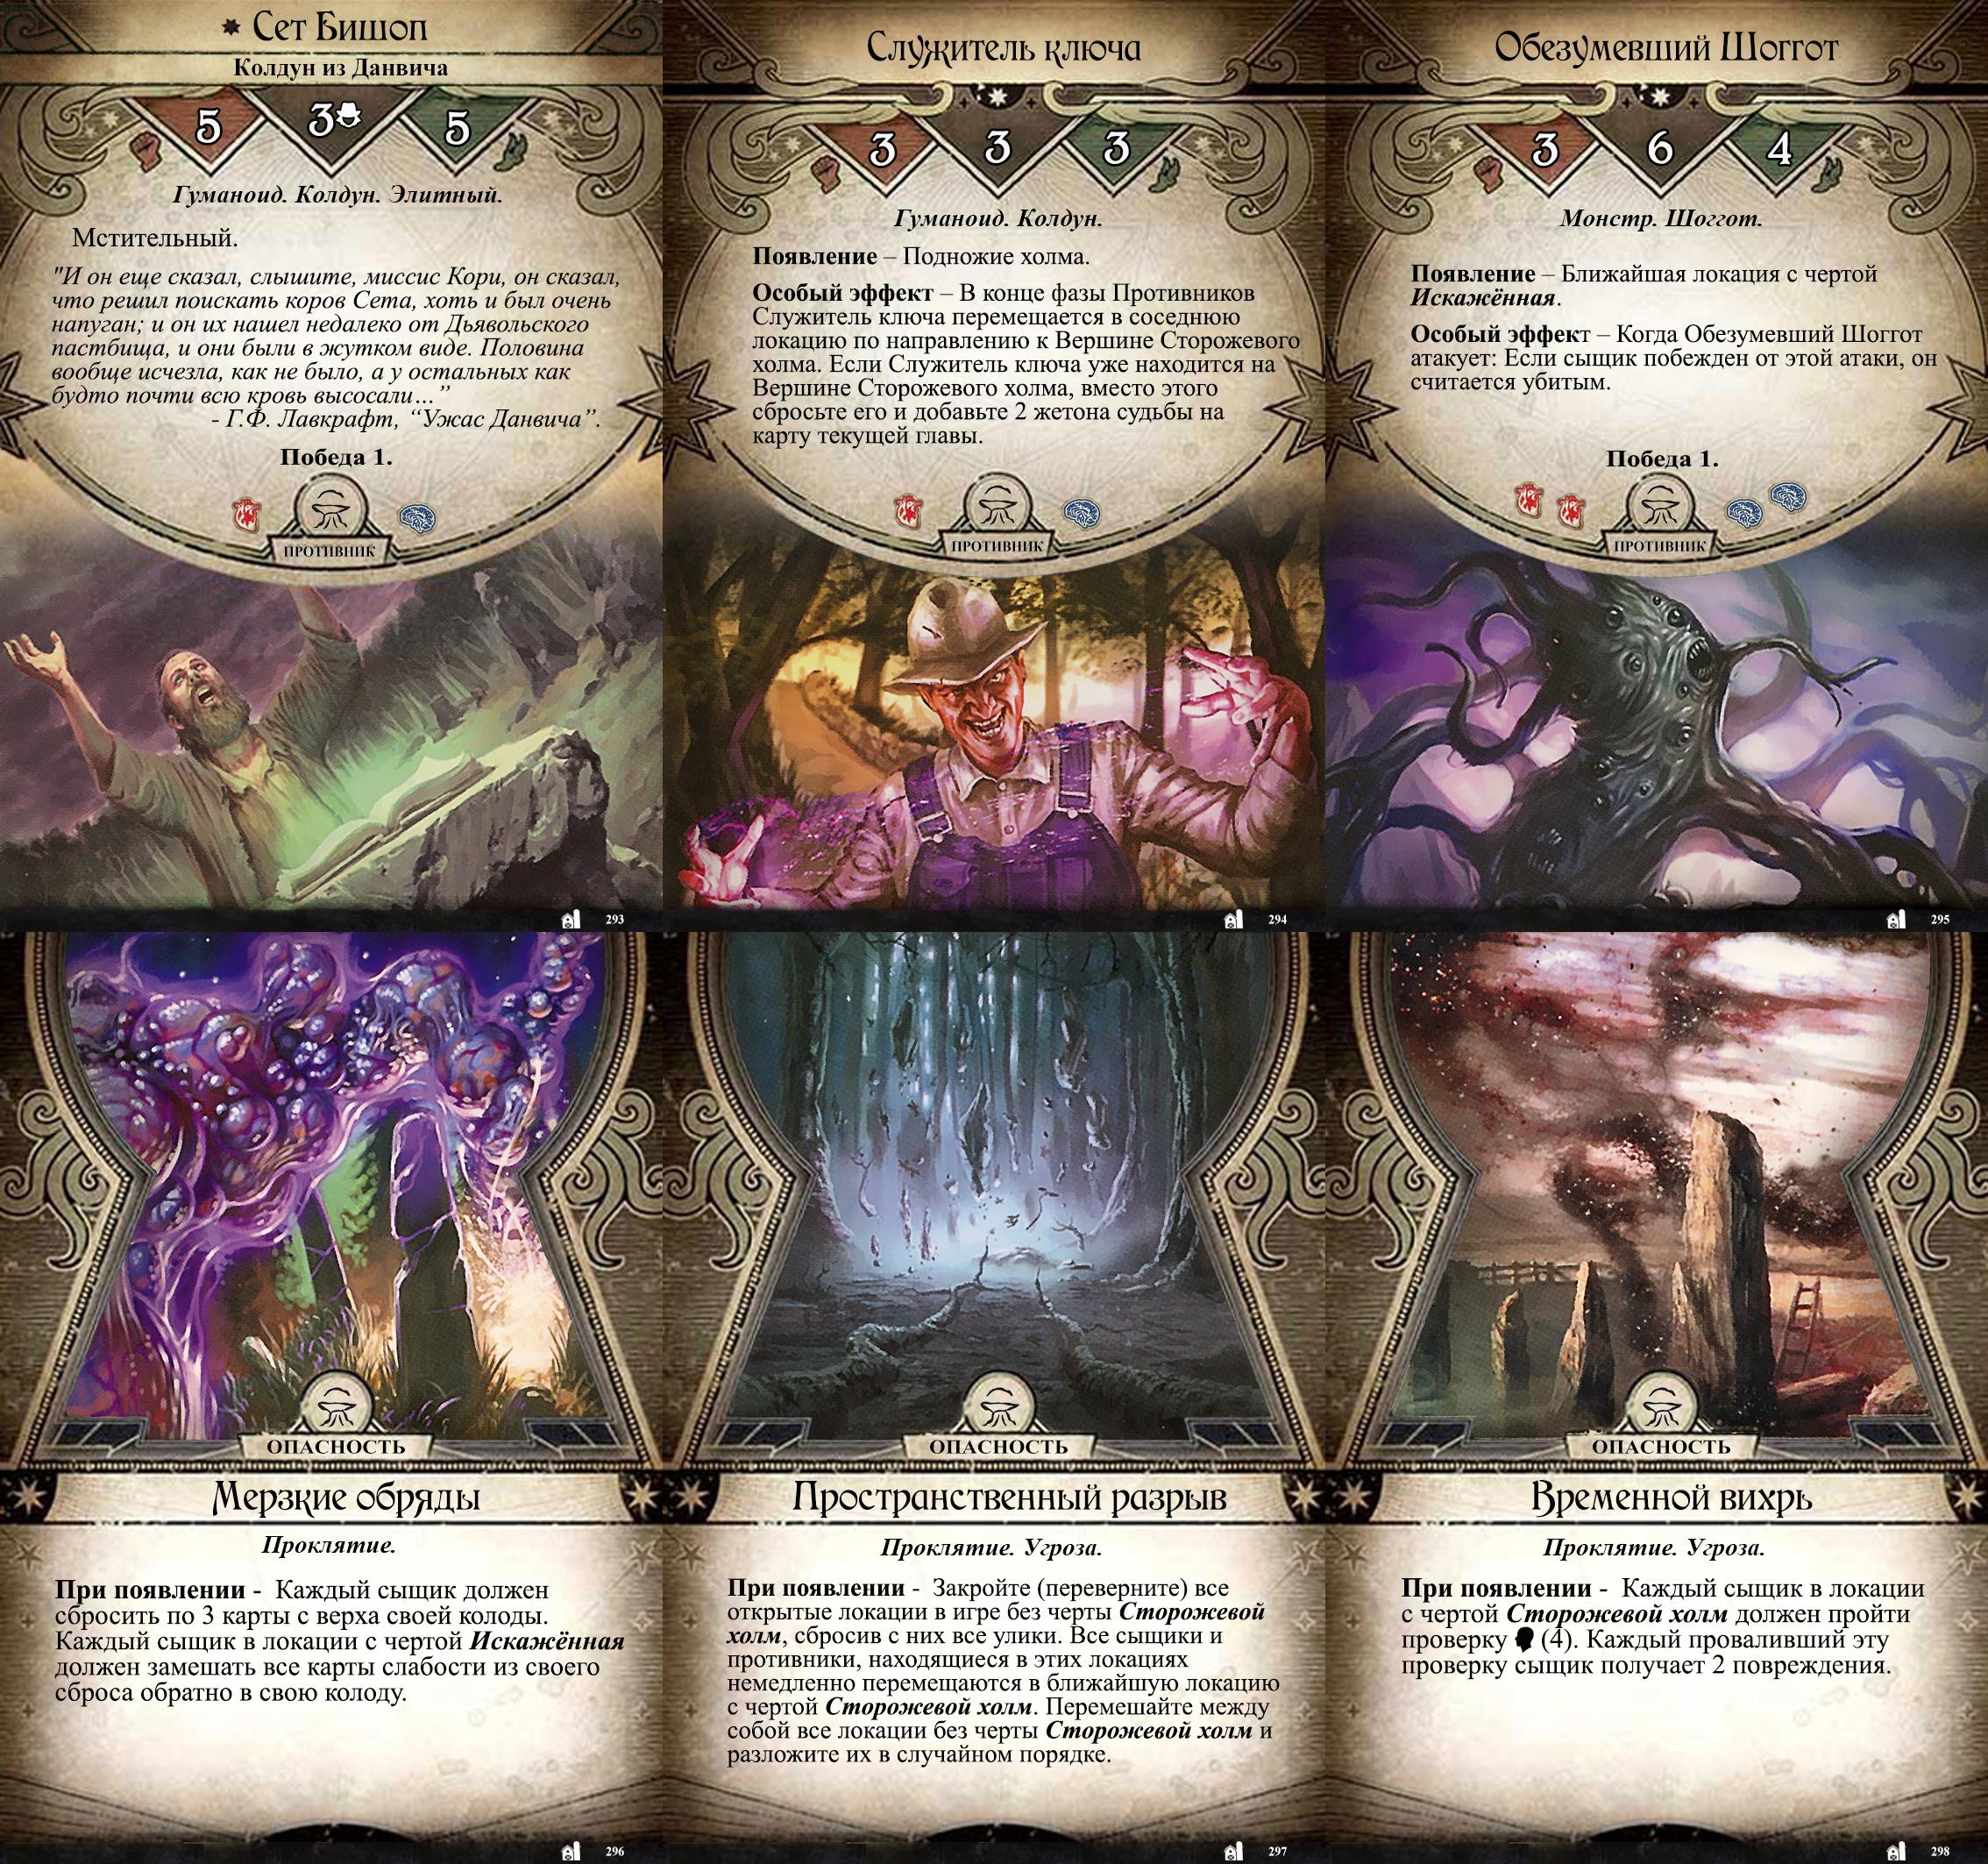 Сет Бишоп
Колдун из Данвича
5
3
5
Гуманоид. Колдун. Элитный.
Мстительный.
"И он еще сказал, слышите, миссис Кори, он сказал,
что решил поискать коров Сета, хоть и был очень
напуган; и он их нашел недалеко от Дьявольского
пастбища, и они были в жутком виде. Половина
вообще исчезла, как не было, а у остальных как
будто почти всю кровь высосали…”
- Г.Ф. Лавкрафт, “Ужас Данвича”.
Победа 1.
ПРОТИВНИК
293
Служитель ключа
3
3
3
Гуманоид. Колдун.
Появление – Подножие холма.
Особый эффект – В конце фазы Противников
Служитель ключа перемещается в соседнюю
локацию по направлению к Вершине Сторожевого
холма. Если Служитель ключа уже находится на
Вершине Сторожевого холма, вместо этого
сбросьте его и добавьте 2 жетона судьбы на
карту текущей главы.
ПРОТИВНИК
294
Обезумевший Шоггот
3
6
4
Монстр. Шоггот.
Появление – Ближайшая локация с чертой
Искажённая.
Особый эффект – Когда Обезумевший Шоггот
атакует: Если сыщик побежден от этой атаки, он
считается убитым.
Победа 1.
ПРОТИВНИК
295
ОПАСНОСТЬ
Мерзкие обряды
Проклятие.
При появлении - Каждый сыщик должен
сбросить по 3 карты с верха своей колоды.
Каждый сыщик в локации с чертой Искажённая
должен замешать все карты слабости из своего
сброса обратно в свою колоду.
296
ОПАСНОСТЬ
Пространственный разрыв
Проклятие. Угроза.
При появлении - Закройте (переверните) все
открытые локации в игре без черты Сторожевой
холм, сбросив с них все улики. Все сыщики и
противники, находящиеся в этих локациях
немедленно перемещаются в ближайшую локацию
с чертой Сторожевой холм. Перемешайте между
собой все локации без черты Сторожевой холм и
разложите их в случайном порядке.
297
ОПАСНОСТЬ
Временной вихрь
Проклятие. Угроза.
При появлении - Каждый сыщик в локации
с чертой Сторожевой холм должен пройти
проверку (4). Каждый проваливший эту
проверку сыщик получает 2 повреждения.
298